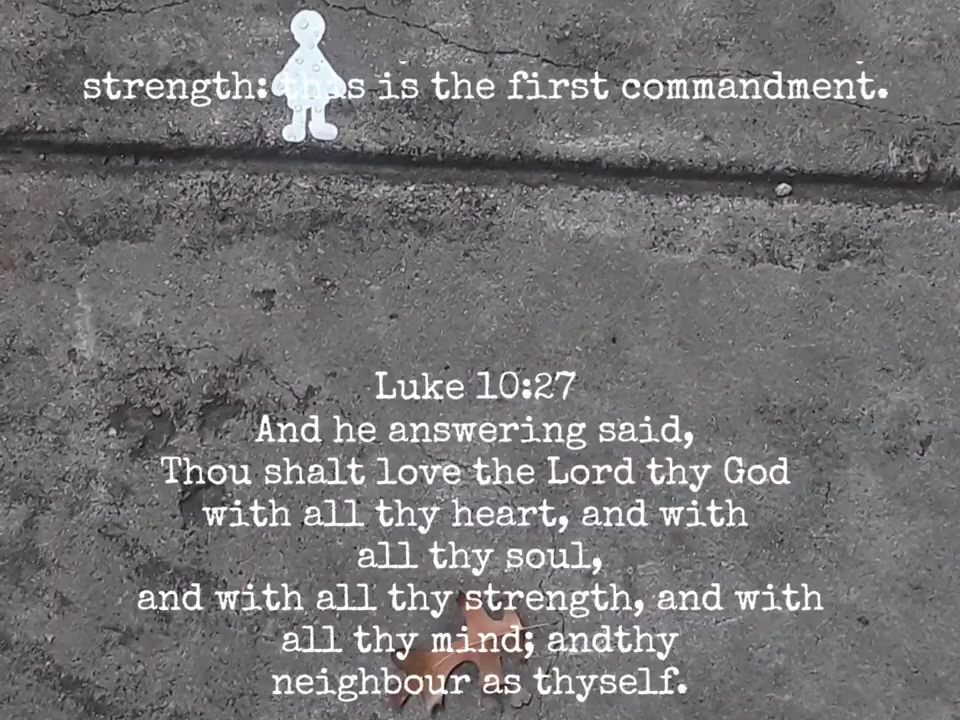 strength: this is the first commandment.
Luke 10:27
And he answering said,
Thou shalt love the Lord thy God
with all thy heart, and with
all thy soul,
and with all thy strength, and with
all thy mind; andthy
neighbour as thyself.